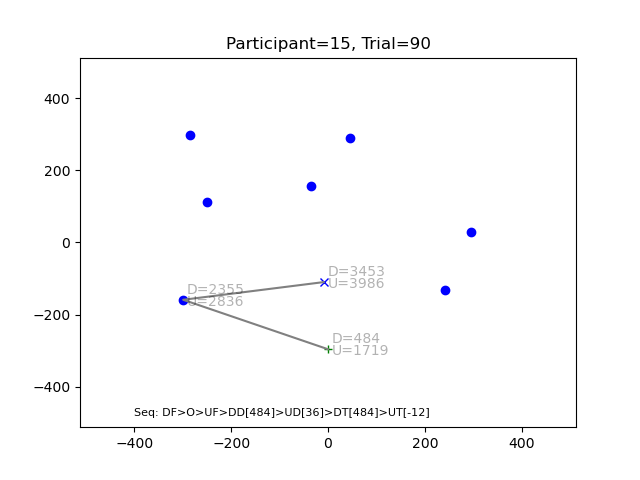 Participant=15, Trial=90
400
200
0
−200
−400
D=3453
U=3986
D=2355
U=2836
D=484
U=1719
Seq: DF>O>UF>DD[484]>UD[36]>DT[484]>UT[-12]
−400
−200
0
200
400